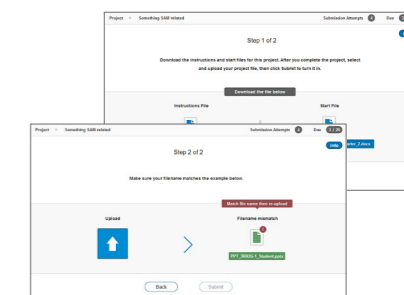 Project > Something SAM related Submission Attempts 4 Due
Step 1 of 2
Download the instructions and start files for this project. After you complete the project, select
and upload your project file, then click Submit to turn it in.
Download the file below
Instructions File Start File
Project > Something SAM related Submission Attempts 4 Due
Help
Step 2 of 2
Make sure your filename matches the example below.
Match file name then re-upload
Upload Filename mismatch
Back Submit